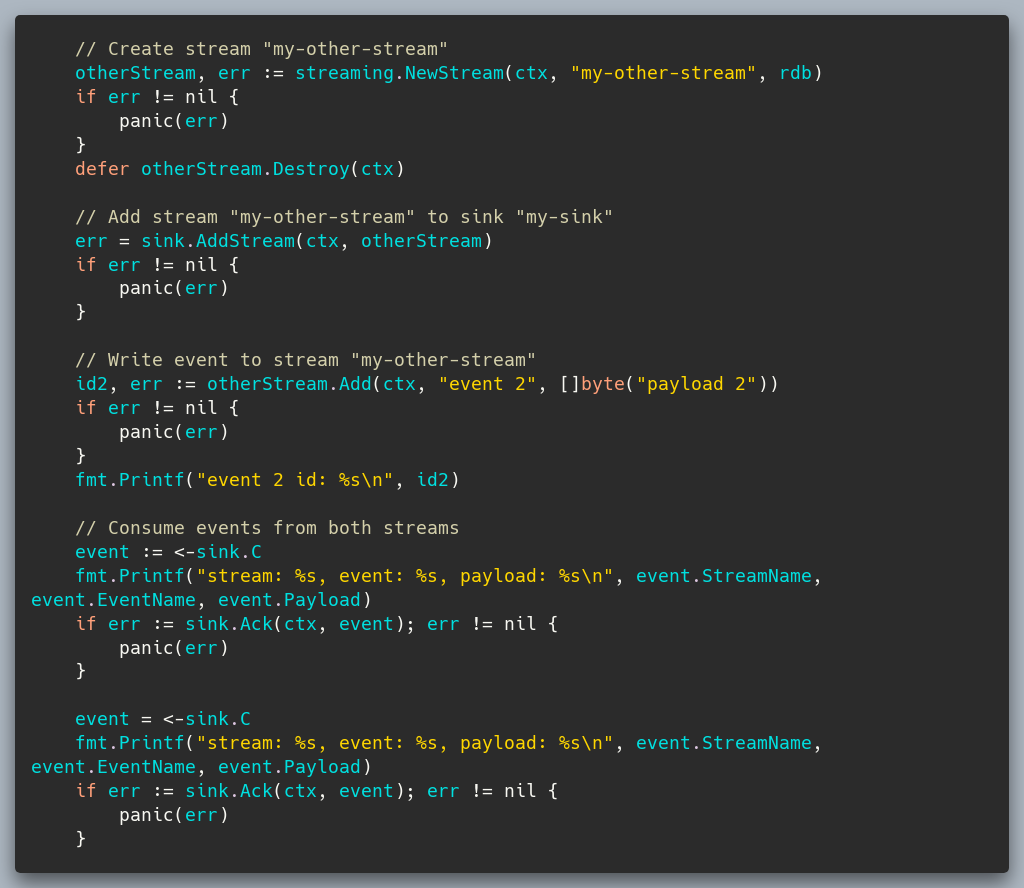 // Create stream "my-other-stream"
    otherStream, err := streaming.NewStream(ctx, "my-other-stream", rdb)
    if err != nil {
        panic(err)
    }
    defer otherStream.Destroy(ctx)

    // Add stream "my-other-stream" to sink "my-sink"
    err = sink.AddStream(ctx, otherStream)
    if err != nil {
        panic(err)
    }

    // Write event to stream "my-other-stream"
    id2, err := otherStream.Add(ctx, "event 2", []byte("payload 2"))
    if err != nil {
        panic(err)
    }
    fmt.Printf("event 2 id: %s\n", id2)

    // Consume events from both streams
    event := <-sink.C
    fmt.Printf("stream: %s, event: %s, payload: %s\n", event.StreamName,
event.EventName, event.Payload)
    if err := sink.Ack(ctx, event); err != nil {
        panic(err)
    }

    event = <-sink.C
    fmt.Printf("stream: %s, event: %s, payload: %s\n", event.StreamName,
event.EventName, event.Payload)
    if err := sink.Ack(ctx, event); err != nil {
        panic(err)
    }